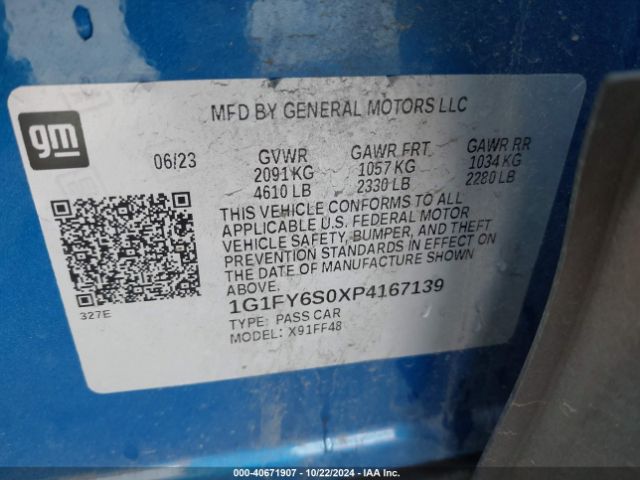 gm
MFD BY GENERAL MOTORS LLC
06/23 GVWR GAWR FRT GAWR RR
2091 KG 1057 KG 1034 KG
4610 LB 2330 LB 2280 LB
THIS VEHICLE CONFORMS TO ALL
APPLICABLE U.S. FEDERAL MOTOR
VEHICLE SAFETY, BUMPER, AND THEFT
PREVENTION STANDARDS IN EFFECT ON
THE DATE OF MANUFACTURE SHOWN
ABOVE.
1G1FY6S0XP4167139
TYPE: PASS CAR
MODEL: X91FF48
327E
000-40671907 - 10/22/2024 - IAA Inc.